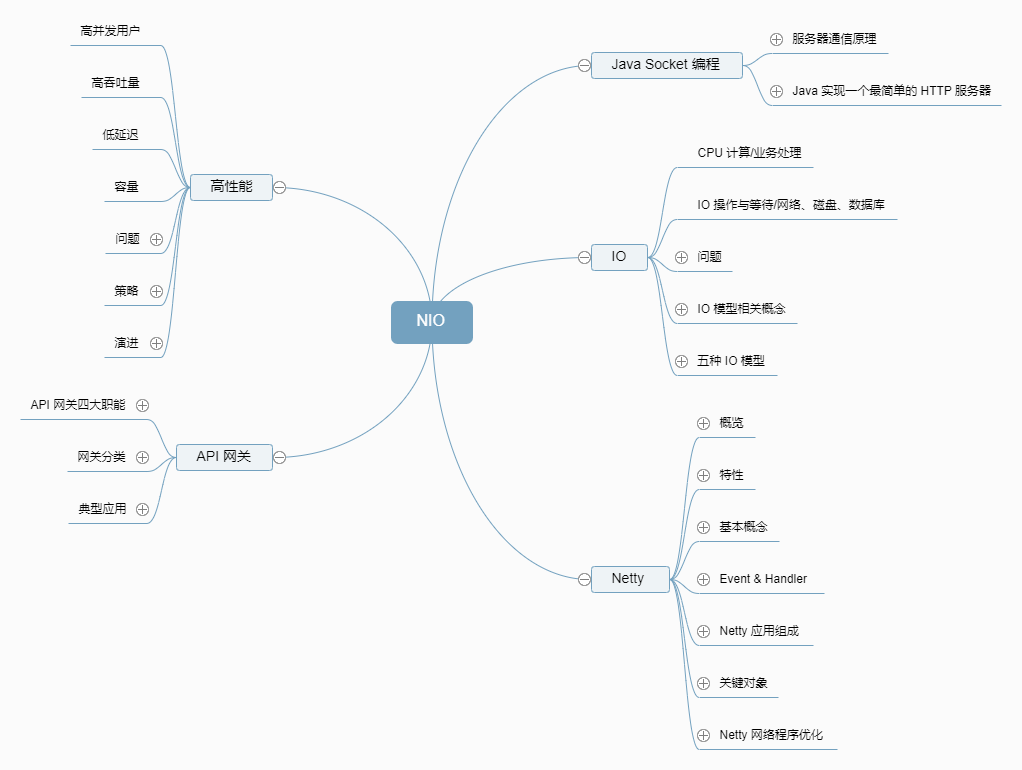 NIO
Java Socket 编程
服务器通信原理
Java 实现一个最简单的 HTTP 服务器
IO
CPU 计算/业务处理
IO 操作与等待/网络、磁盘、数据库
问题
IO 模型相关概念
五种 IO 模型
Netty
概览
特性
基本概念
Event & Handler
Netty 应用组成
关键对象
Netty 网络程序优化
高性能
高并发用户
高吞吐量
低延迟
容量
问题
策略
演进
API 网关
API 网关四大职能
网关分类
典型应用